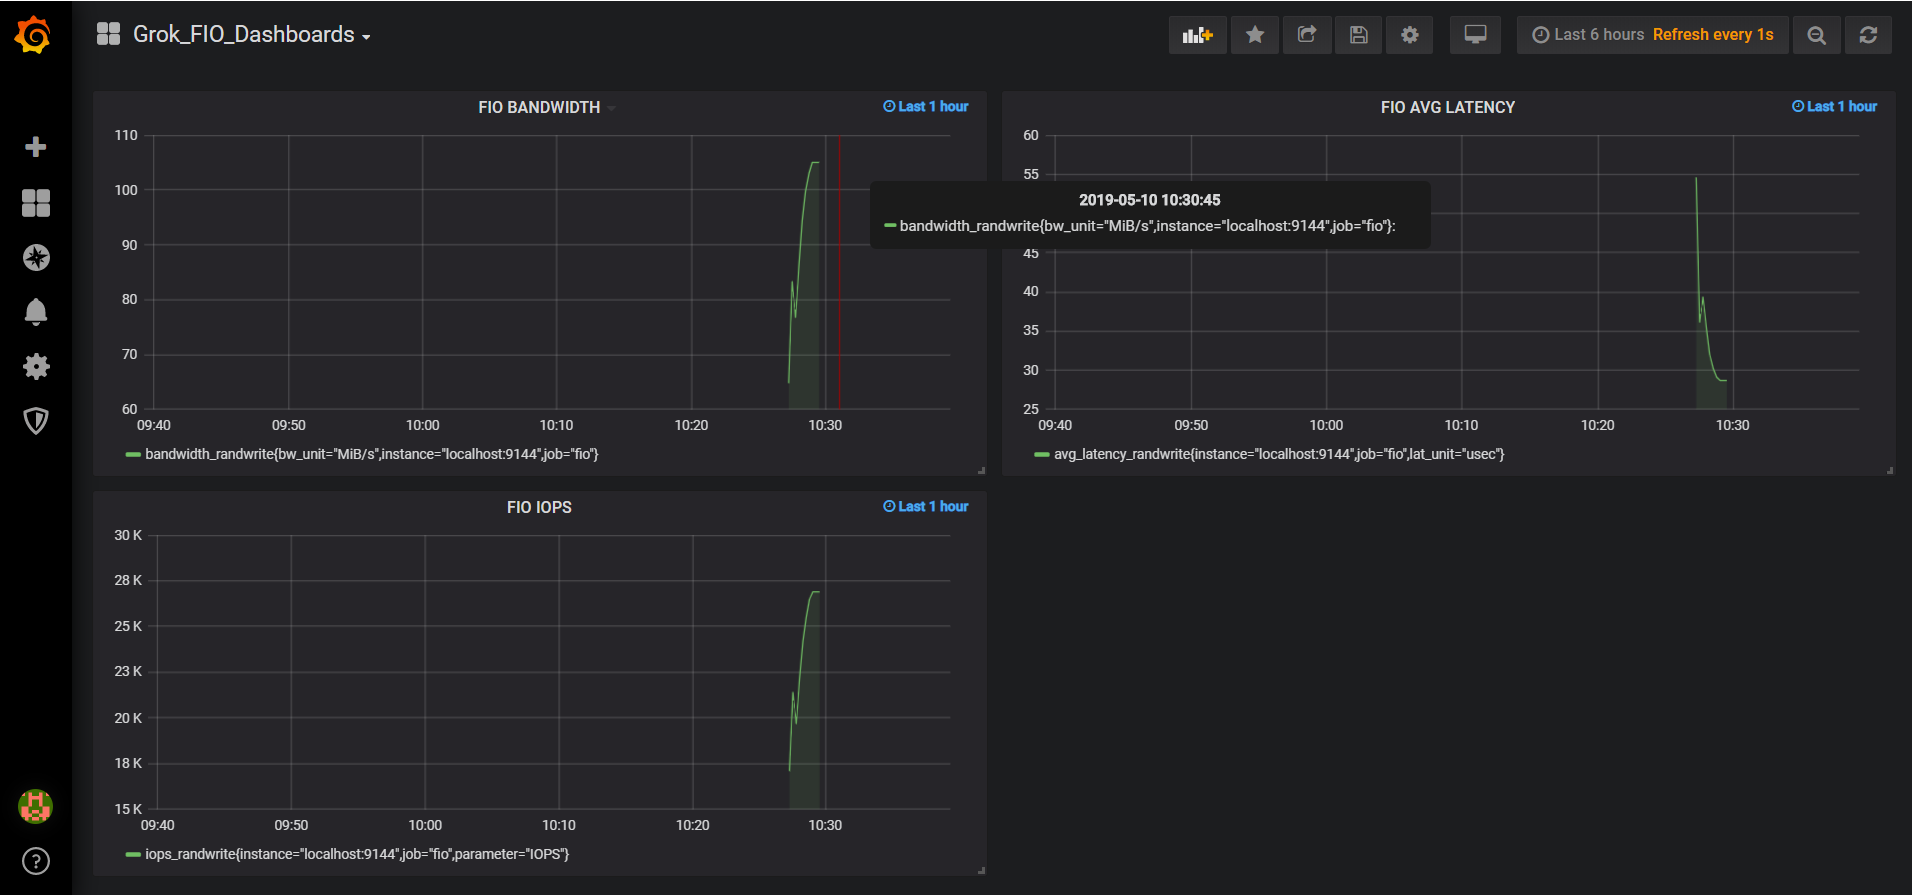 Grok_FIO_Dashboards
Last 6 hours Refresh every 1s
FIO BANDWIDTH
Last 1 hour
110
100
90
80
70
60
09:40 09:50 10:00 10:10 10:20 10:30
bandwidth_randwrite{bw_unit="MiB/s",instance="localhost:9144",job="fio"}
2019-05-10 10:30:45
bandwidth_randwrite{bw_unit="MiB/s",instance="localhost:9144",job="fio"}:
FIO AVG LATENCY
Last 1 hour
60
55
45
40
35
30
25
09:40 09:50 10:00 10:10 10:20 10:30
avg_latency_randwrite{instance="localhost:9144",job="fio",lat_unit="usec"}
FIO IOPS
Last 1 hour
30 K
28 K
25 K
23 K
20 K
18 K
15 K
09:40 09:50 10:00 10:10 10:20 10:30
iops_randwrite{instance="localhost:9144",job="fio",parameter="IOPS"}
?